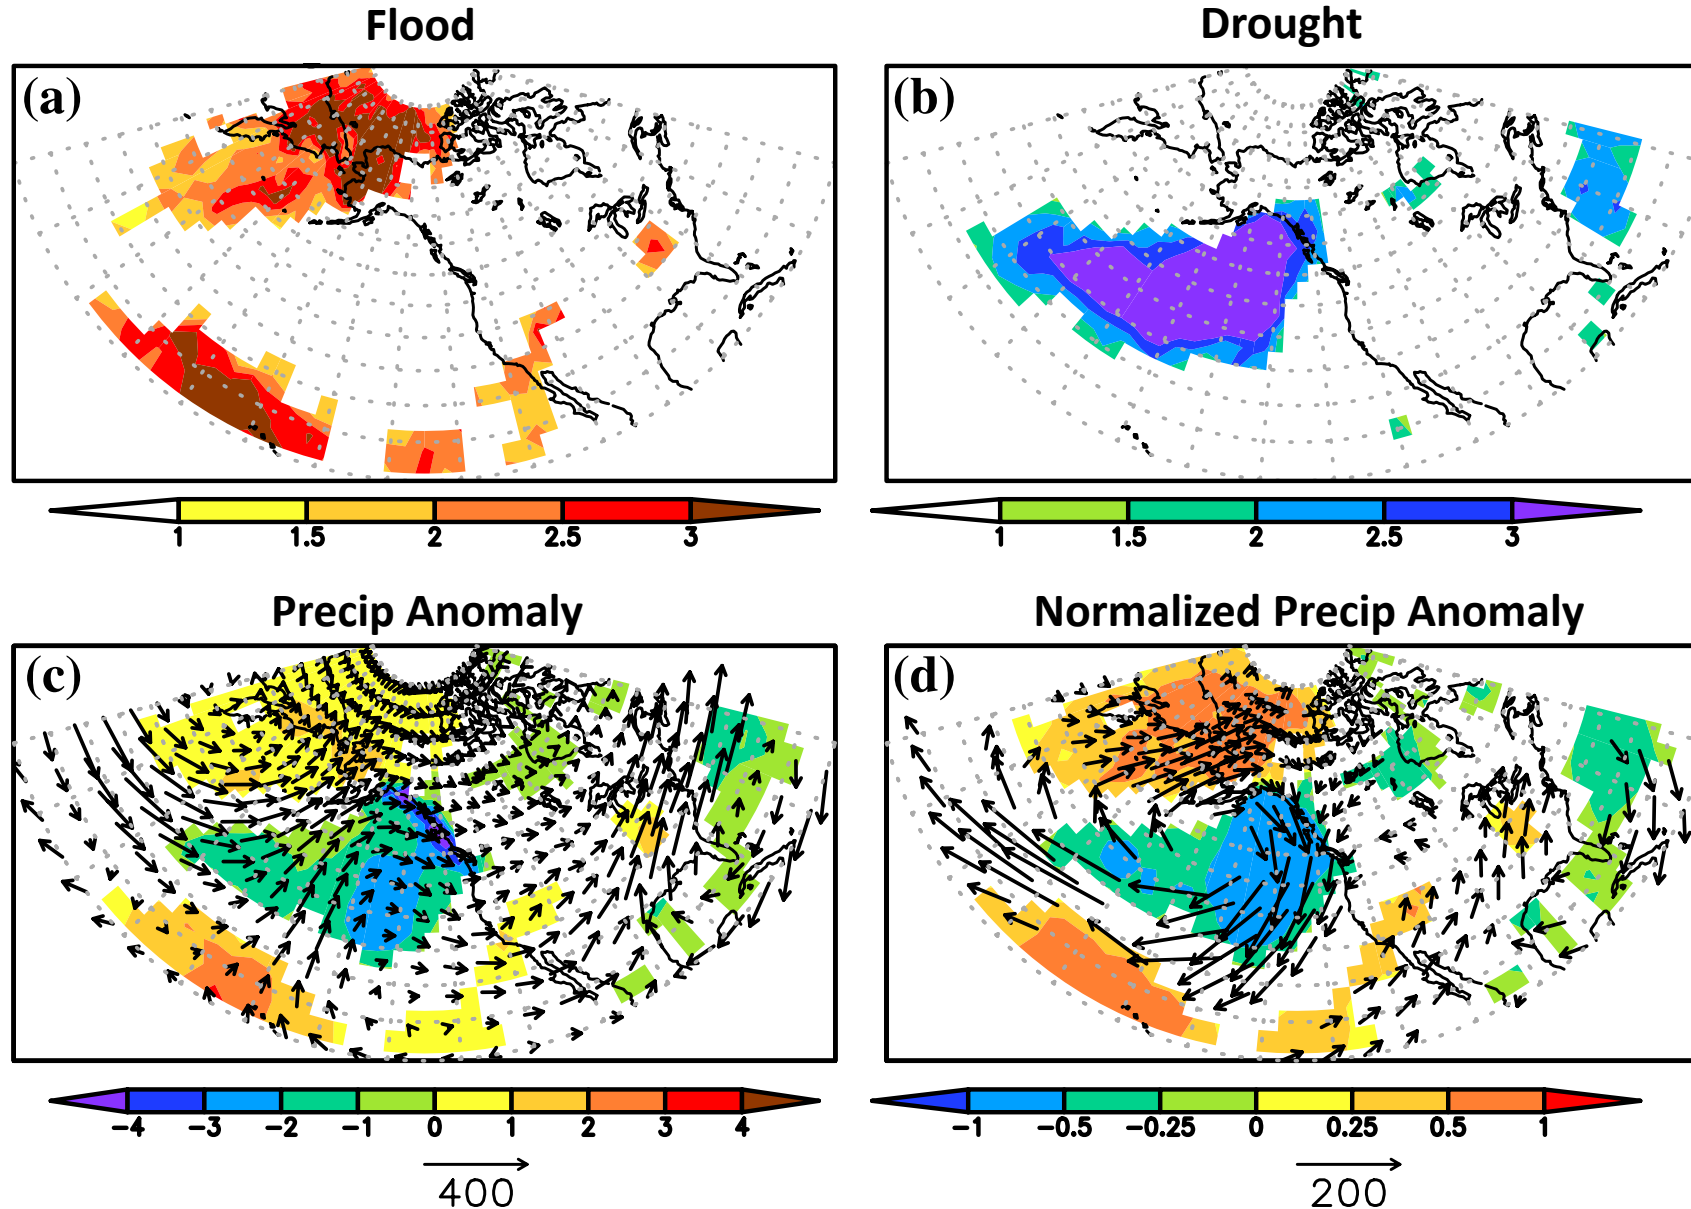 Flood
Drought
(a)
(b)
1 1.5 2 2.5 3
1 1.5 2 2.5 3
Precip Anomaly
Normalized Precip Anomaly
(c)
(d)
−4 −3 −2 −1 0 1 2 3 4
−1 −0.5 −0.25 0 0.25 0.5 1
400
200